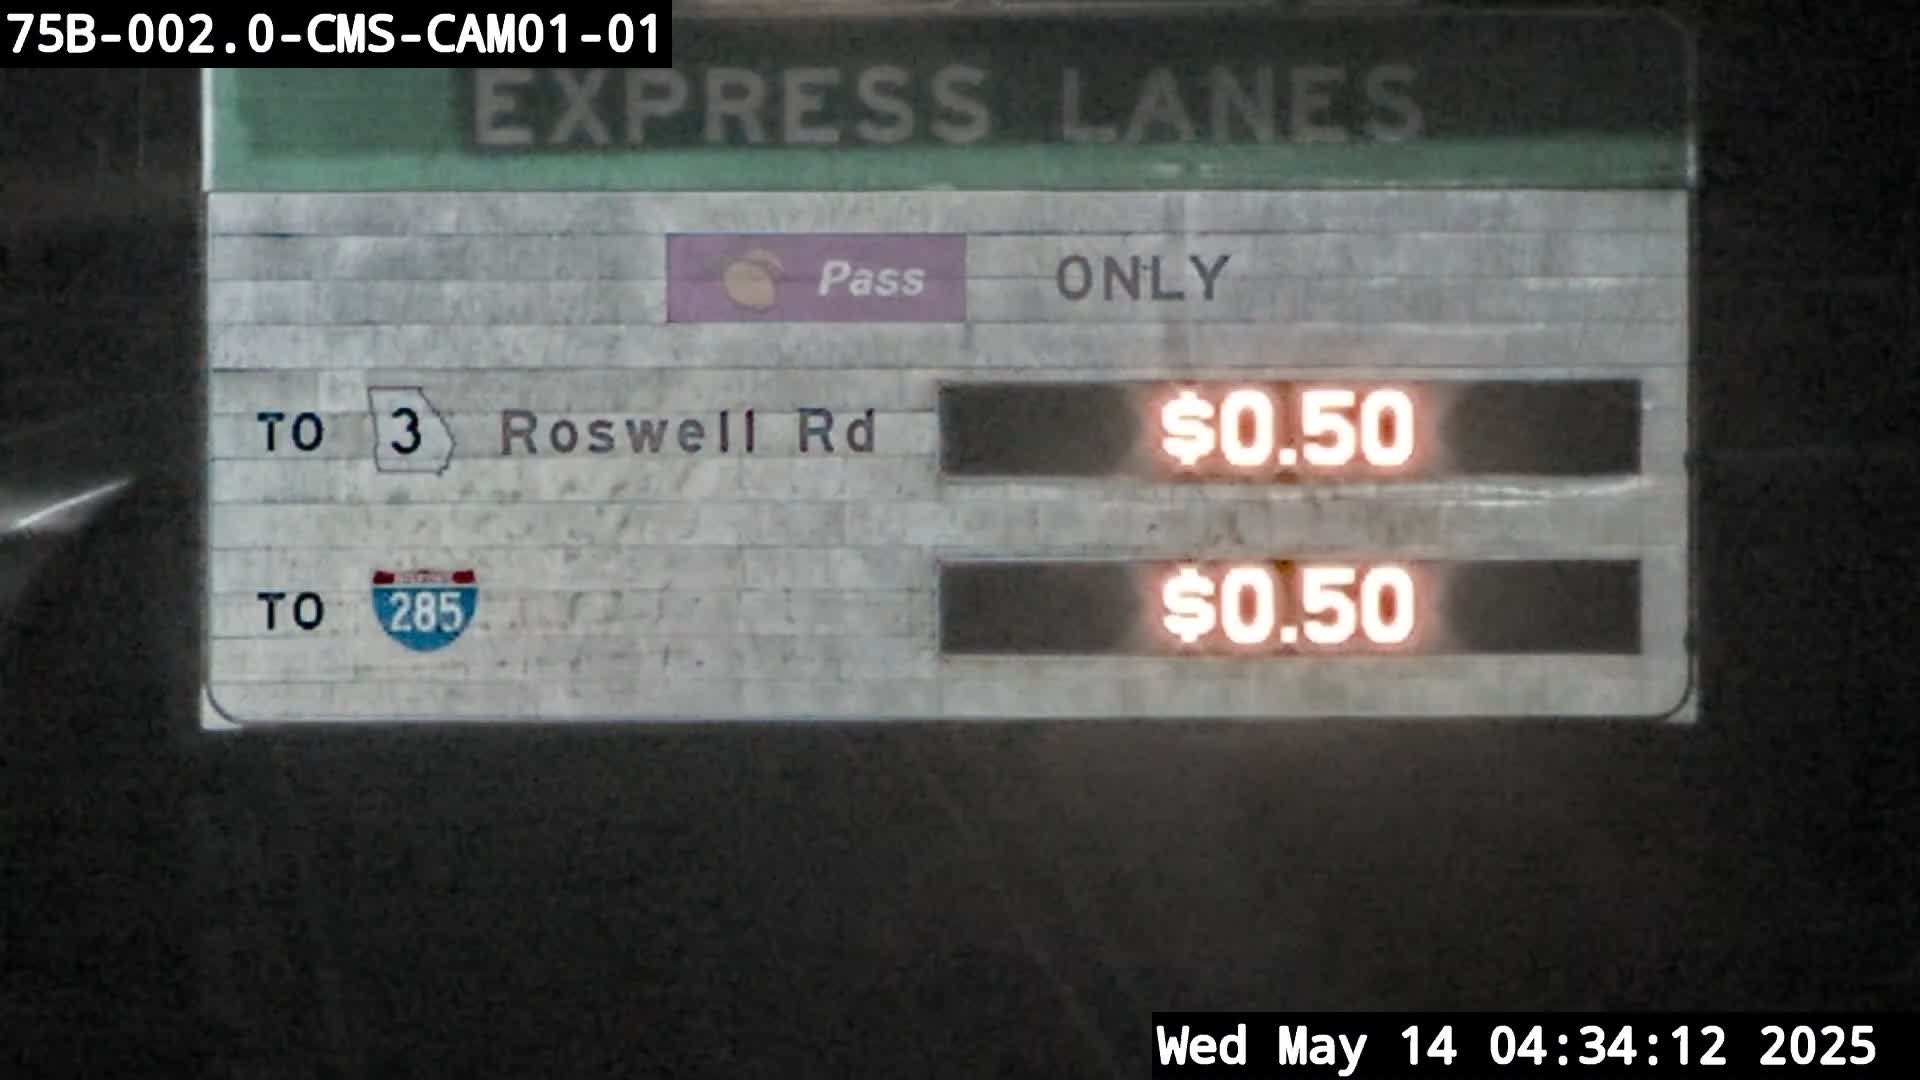 75B-002.0-CMS-CAM01-01
EXPRESS LANES
Pass ONLY
TO 3 Roswell Rd $0.50
TO 285 $0.50
Wed May 14 04:34:12 2025